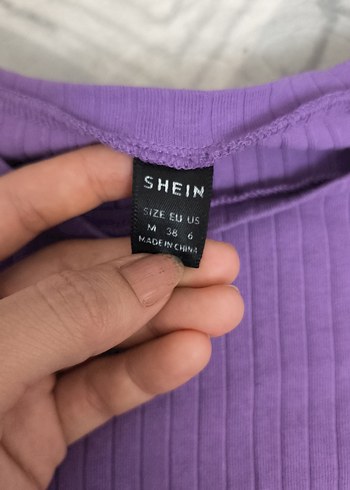 SHEIN
SIZE EU US
M 38 6
MADE IN CHINA